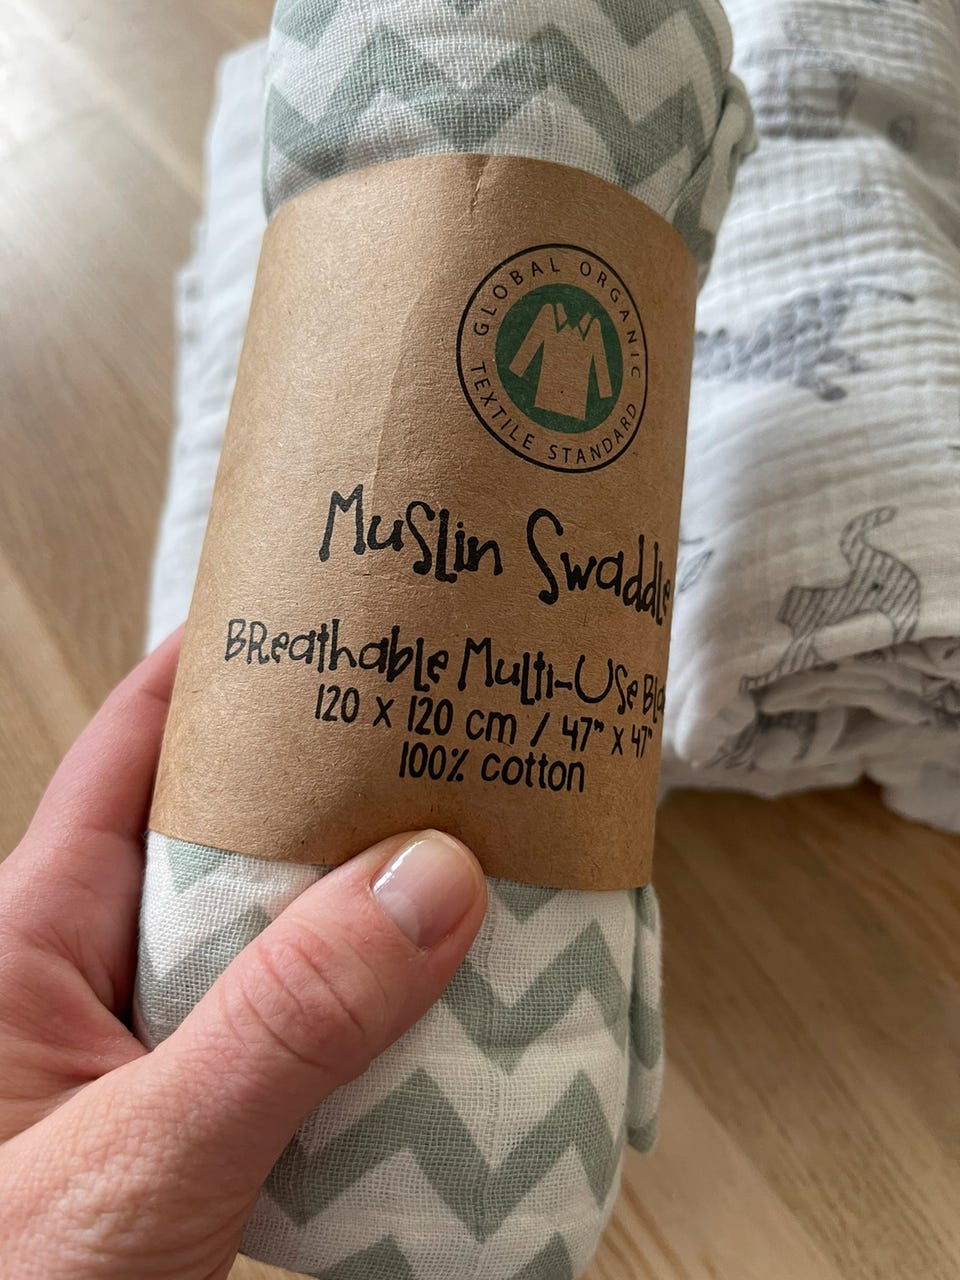 GLOBAL ORGANIC
TEXTILE STANDARD
Muslin Swaddle
BReathable Multi-Use
120 x 120 cm / 47" x 47"
100% cotton